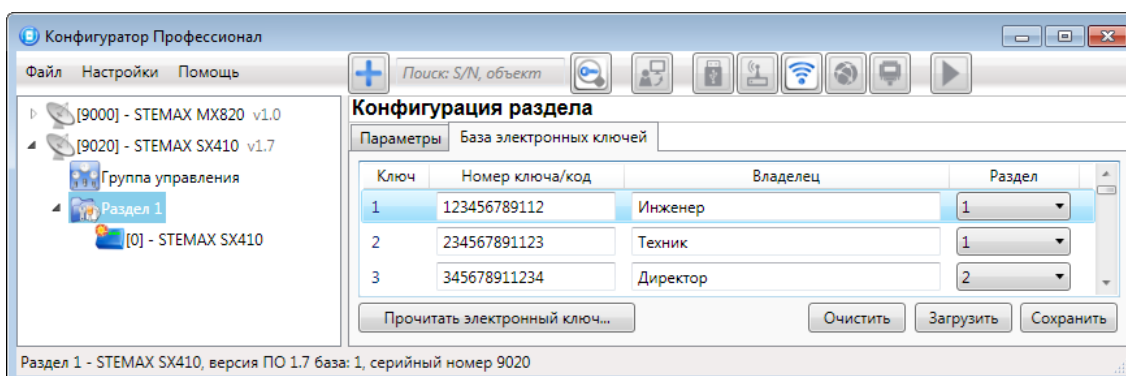 Конфигуратор Профессионал
Файл Настройки Помощь
Поиск: S/N, объект
[9000] - STEMAX MX820 v1.0
[9020] - STEMAX SX410 v1.7
Группа управления
Раздел 1
[0] - STEMAX SX410
Конфигурация раздела
Параметры База электронных ключей
Ключ Номер ключа/код Владелец Раздел
1 123456789112 Инженер 1
2 234567891123 Техник 1
3 345678911234 Директор 2
Прочитать электронный ключ... Очистить Загрузить Сохранить
Раздел 1 - STEMAX SX410, версия ПО 1.7 база: 1, серийный номер 9020